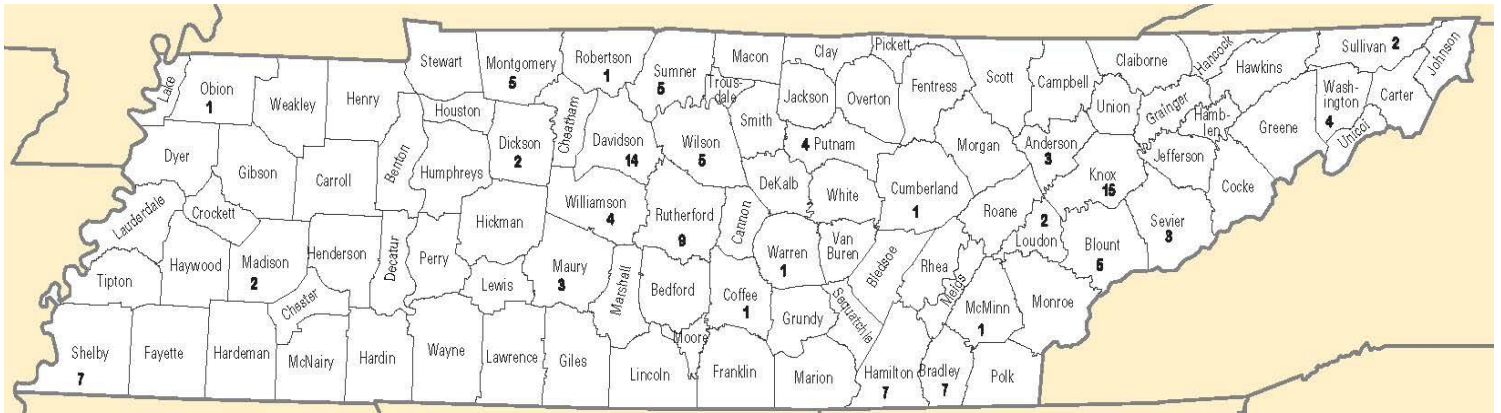 Lake
Obion
1
Weakley
Henry
Stewart
Montgomery
5
Robertson
1
Sumner
5
Trous-
dale
Macon
Clay
Pickett
Fentress
Scott
Campbell
Claiborne
Hancock
Hawkins
Sullivan 2
Johnson
Dyer
Gibson
Carroll
Benton
Houston
Humphreys
Dickson
2
Cheatham
Davidson
14
Wilson
5
Smith
Jackson
Overton
4 Putnam
Morgan
Anderson
3
Union
Grainger
Hamb-
len
Greene
Wash-
ington
4
Unicoi
Carter
Lauderdale
Crockett
Haywood
Madison
2
Henderson
Decatur
Perry
Hickman
Williamson
4
Rutherford
9
Cannon
DeKalb
White
Cumberland
1
Roane
2
Loudon
Knox
15
Jefferson
Sevier
3
Cocke
Blount
5
Tipton
Chester
Lewis
Maury
3
Marshall
Bedford
Coffee
1
Warren
1
Van
Buren
Bledsoe
Rhea
Meigs
McMinn
1
Monroe
Shelby
7
Fayette
Hardeman
McNairy
Hardin
Wayne
Lawrence
Giles
Lincoln
Moore
Franklin
Grundy
Sequatchie
Marion
Hamilton
7
Bradley
7
Polk